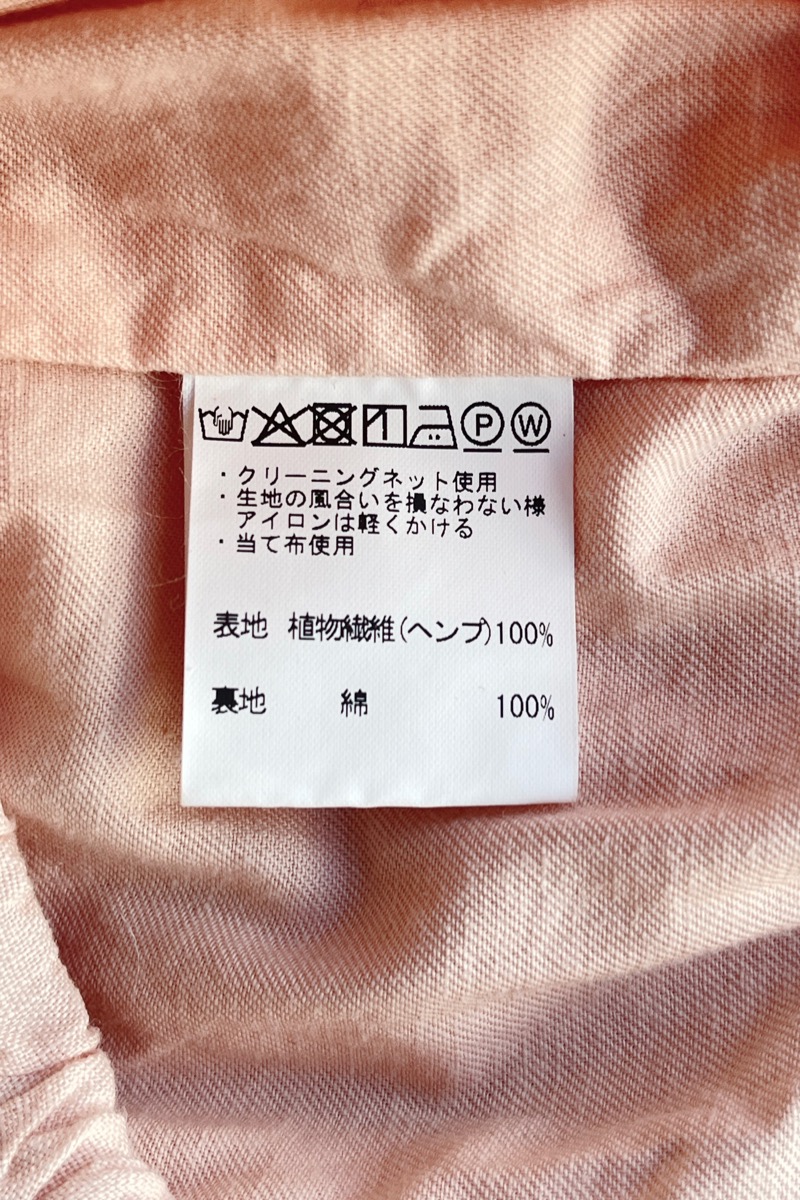 P W
・クリーニングネット使用
・生地の風合いを損なわない様
アイロンは軽くかける
・当て布使用
表地 植物繊維(ヘンプ)100%
裏地 綿 100%